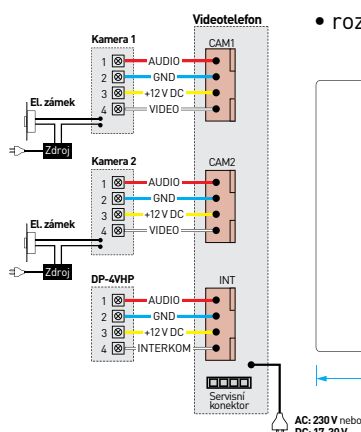 Videotelefon
• roz
Kamera 1
CAM1
1 AUDIO
2 GND
3 +12 V DC
4 VIDEO
El. zámek
Zdroj
Kamera 2
CAM2
1 AUDIO
2 GND
3 +12 V DC
4 VIDEO
El. zámek
Zdroj
DP-4VHP
INT
1 AUDIO
2 GND
3 +12 V DC
4 INTERKOM
Servisní
konektor
AC: 230 V nebo
DC: 17-30 V